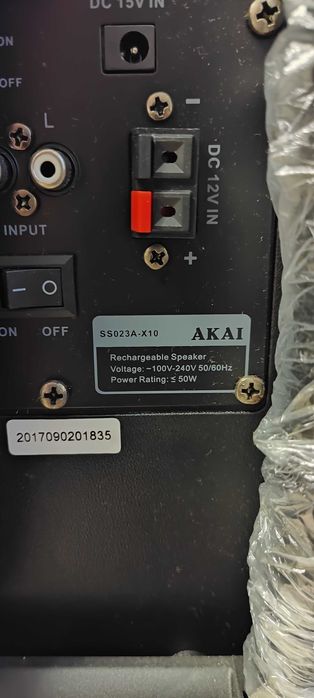 DC 15V IN
ON
OFF
L
−
DC 12V IN
+
INPUT
− O
ON OFF
SS023A-X10 AKAI
Rechargeable Speaker
Voltage: ~100V-240V 50/60Hz
Power Rating: ≤ 50W
2017090201835